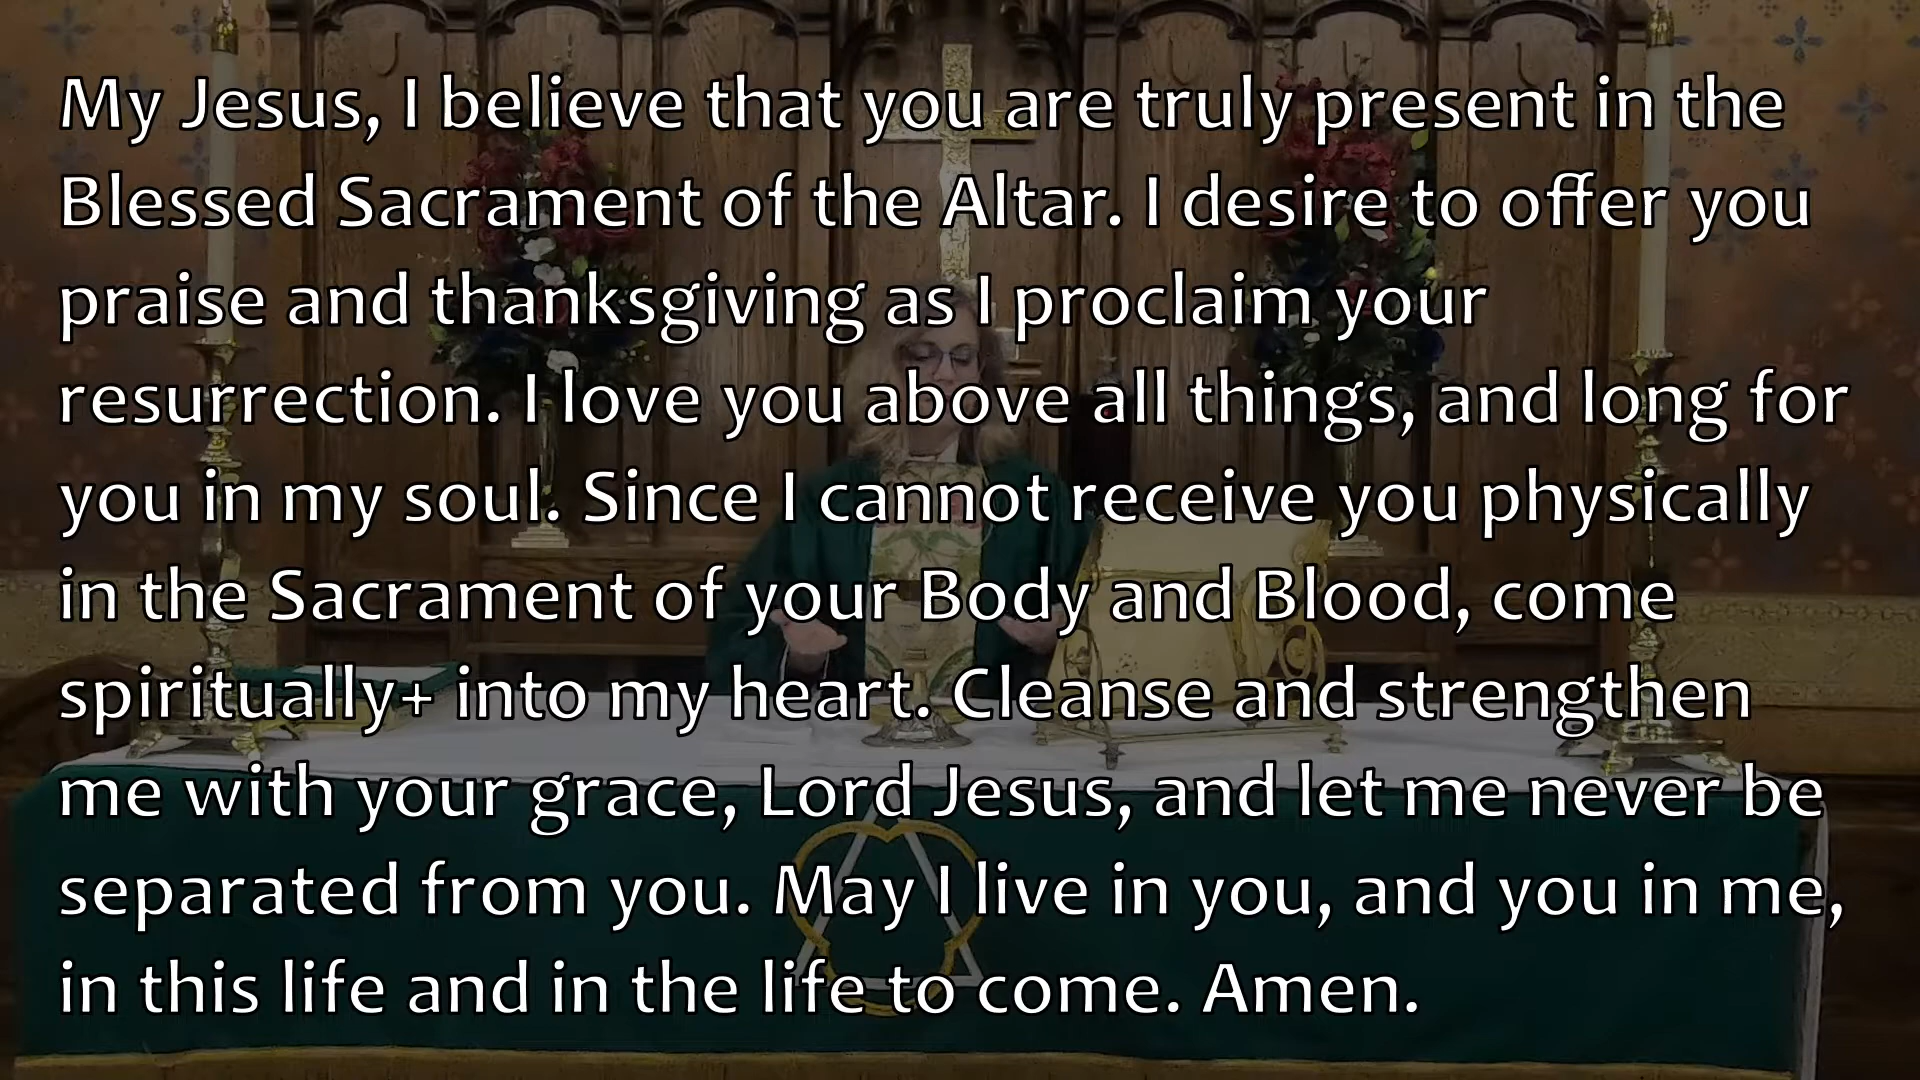 My Jesus, I believe that you are truly present in the
Blessed Sacrament of the Altar. I desire to offer you
praise and thanksgiving as I proclaim your
resurrection. I love you above all things, and long for
you in my soul. Since I cannot receive you physically
in the Sacrament of your Body and Blood, come
spiritually+ into my heart. Cleanse and strengthen
me with your grace, Lord Jesus, and let me never be
separated from you. May I live in you, and you in me,
in this life and in the life to come. Amen.